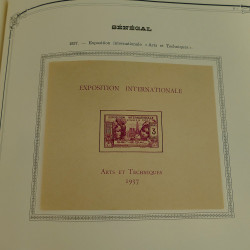 SÉNÉGAL
1937. — Exposition internationale « Arts et Techniques ».
EXPOSITION INTERNATIONALE
ARTS ET TECHNIQUES
1937